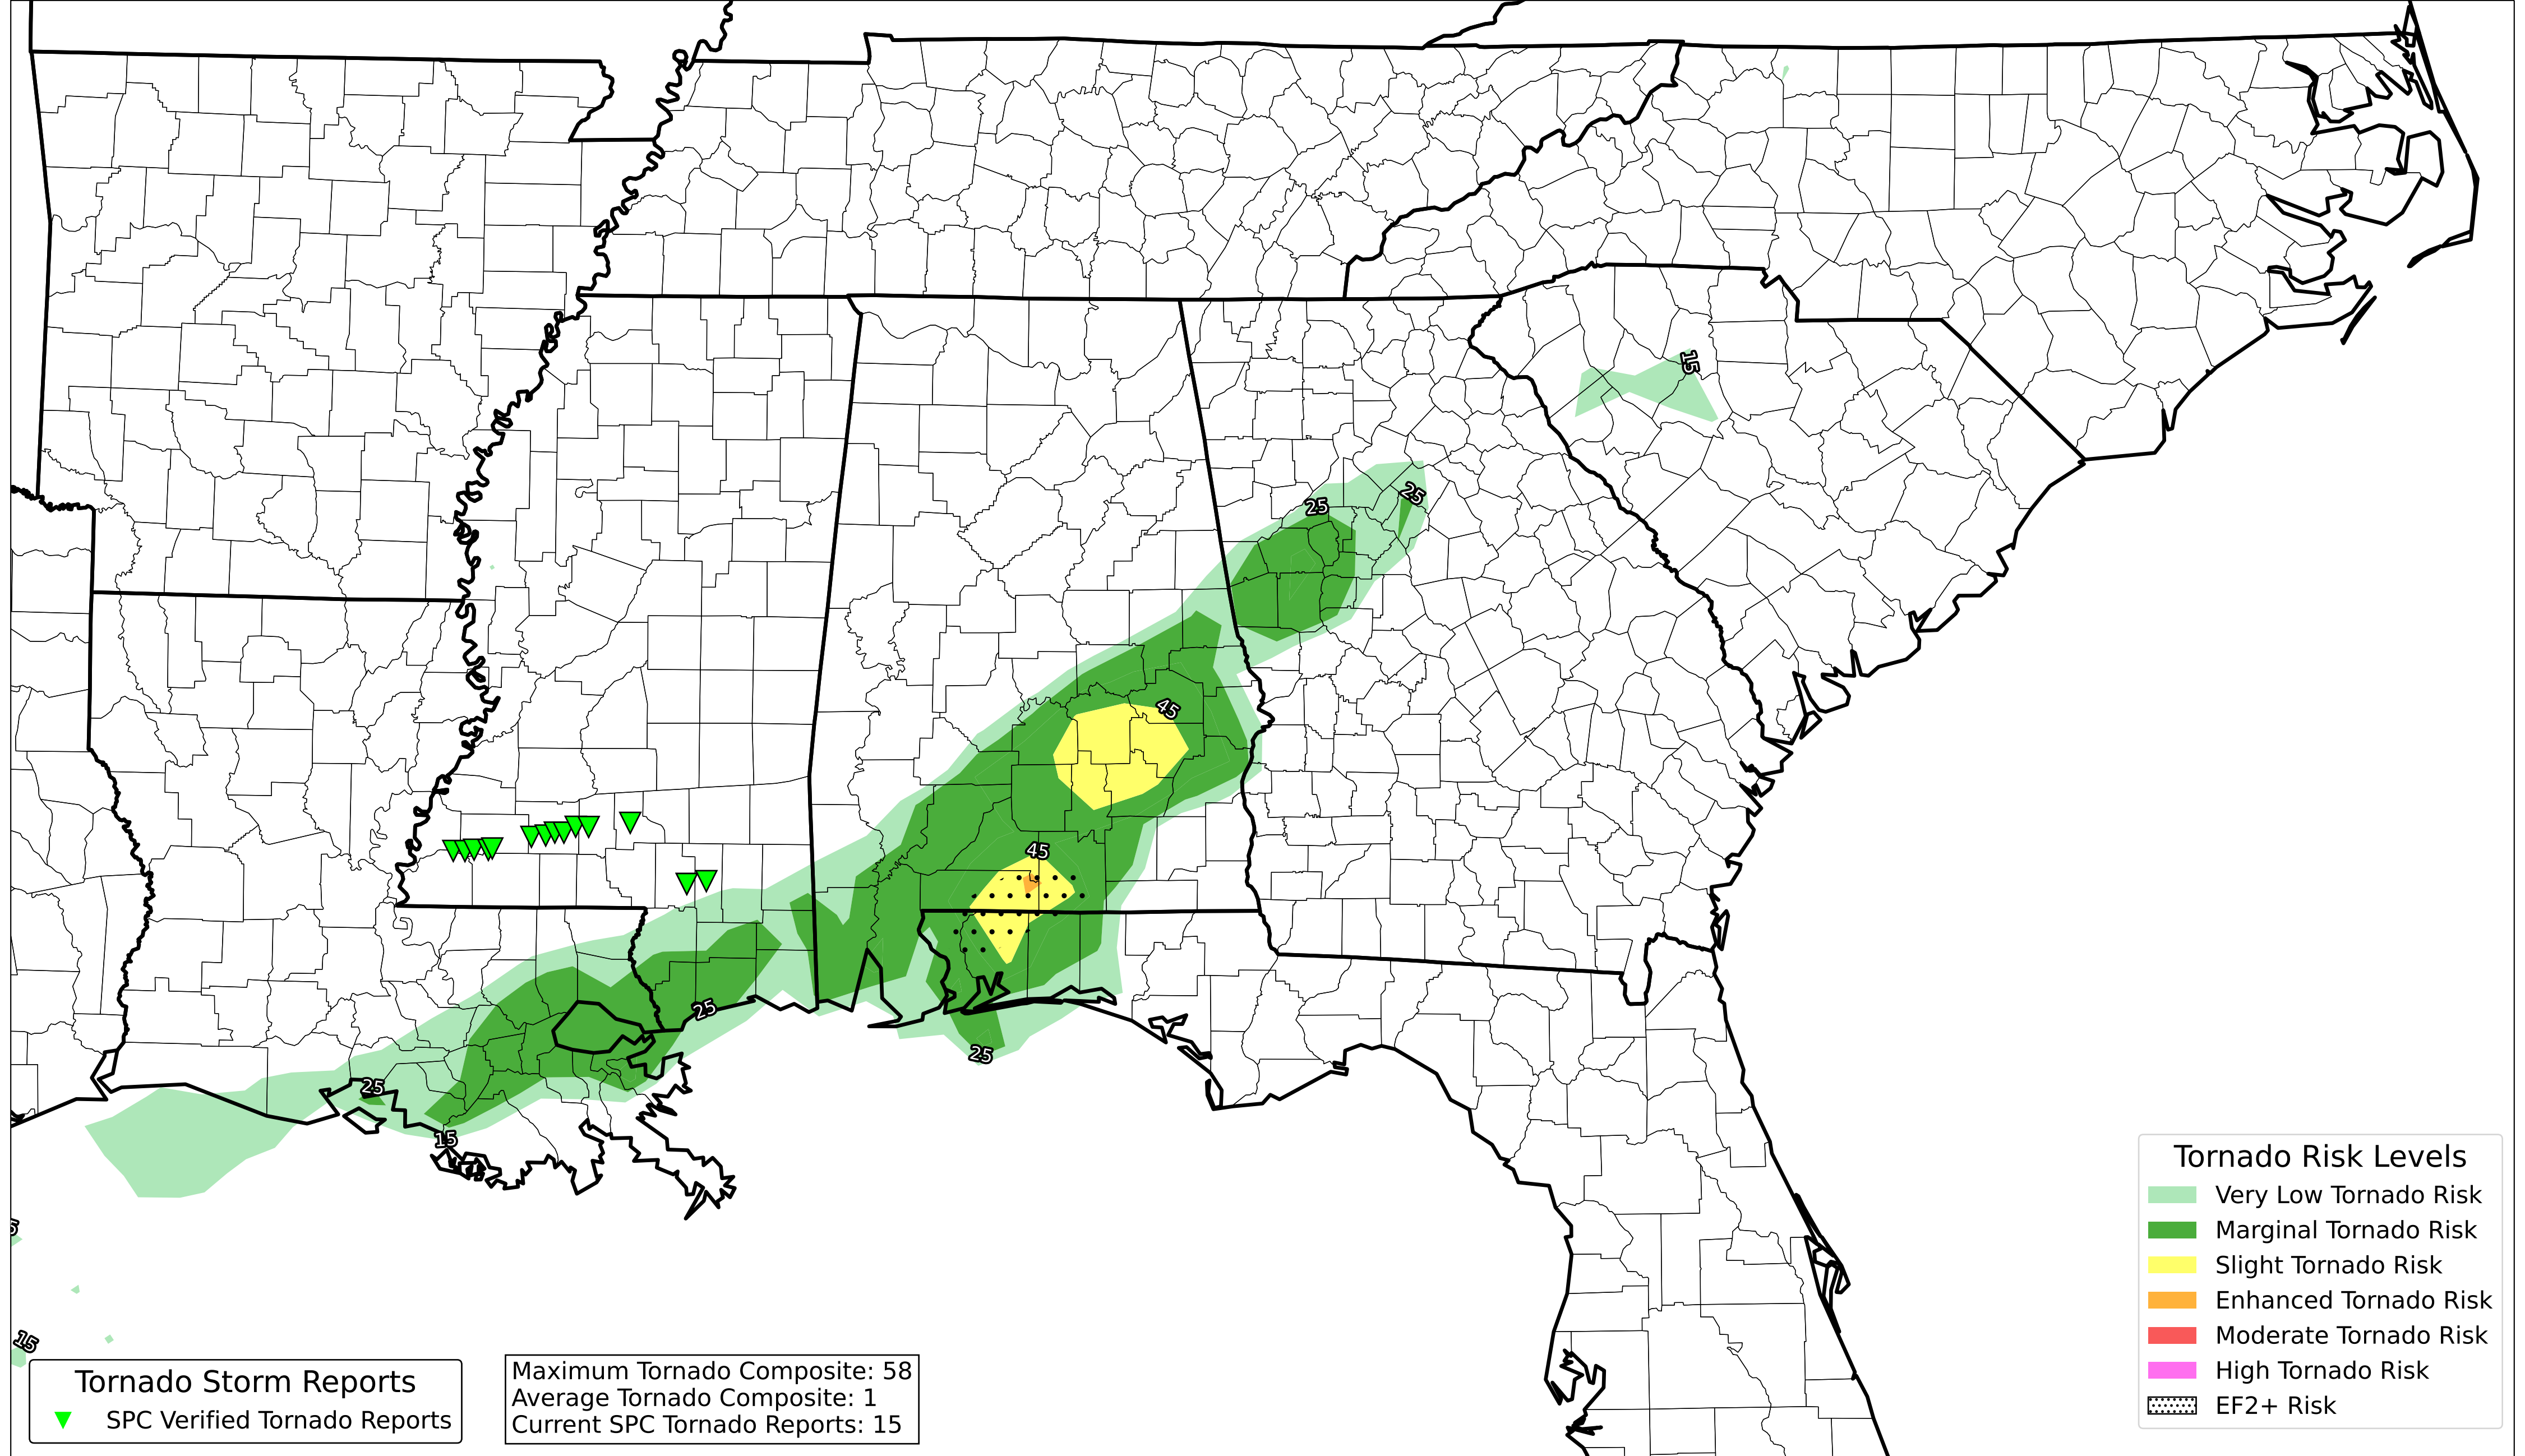 15
25
25
45
45
25
25
25
15
15
Tornado Storm Reports
SPC Verified Tornado Reports
Maximum Tornado Composite: 58
Average Tornado Composite: 1
Current SPC Tornado Reports: 15
Tornado Risk Levels
Very Low Tornado Risk
Marginal Tornado Risk
Slight Tornado Risk
Enhanced Tornado Risk
Moderate Tornado Risk
High Tornado Risk
EF2+ Risk